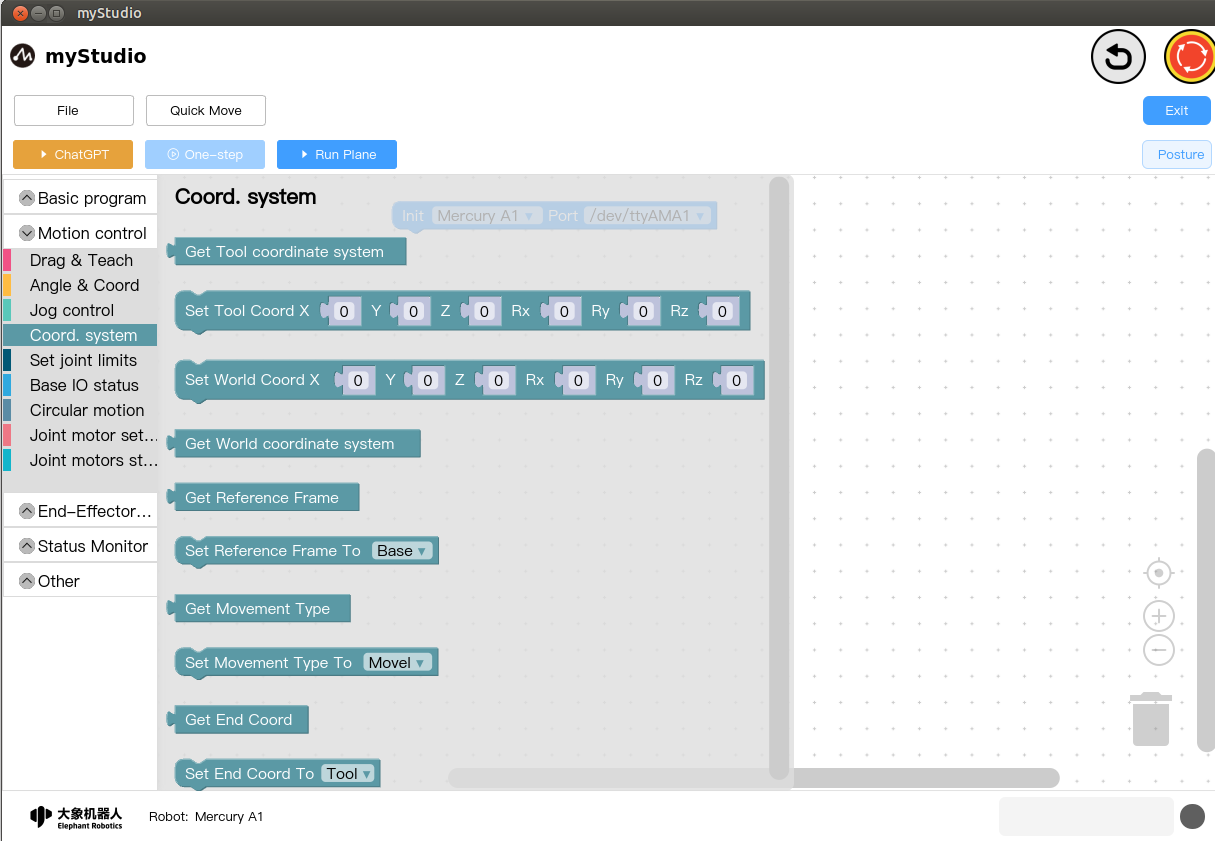 myStudio
myStudio
File
Quick Move
Exit
ChatGPT
One-step
Run Plane
Posture
Basic program
Motion control
Drag & Teach
Angle & Coord
Jog control
Coord. system
Set joint limits
Base IO status
Circular motion
Joint motor set...
Joint motors st...
End-Effector...
Status Monitor
Other
Coord. system
Init Mercury A1 Port /dev/ttyAMA1
Get Tool coordinate system
Set Tool Coord X 0 Y 0 Z 0 Rx 0 Ry 0 Rz 0
Set World Coord X 0 Y 0 Z 0 Rx 0 Ry 0 Rz 0
Get World coordinate system
Get Reference Frame
Set Reference Frame To Base
Get Movement Type
Set Movement Type To Movel
Get End Coord
Set End Coord To Tool
大象机器人
Elephant Robotics
Robot: Mercury A1